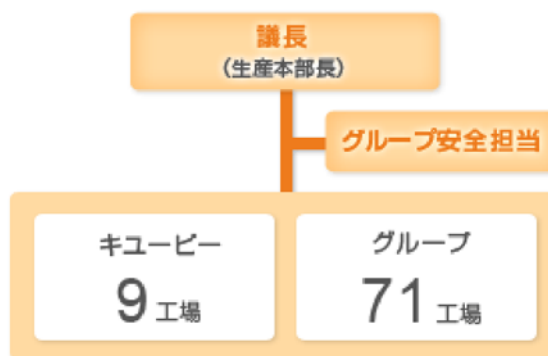 議長
（生産本部長）
グループ安全担当
キユーピー
9工場
グループ
71工場